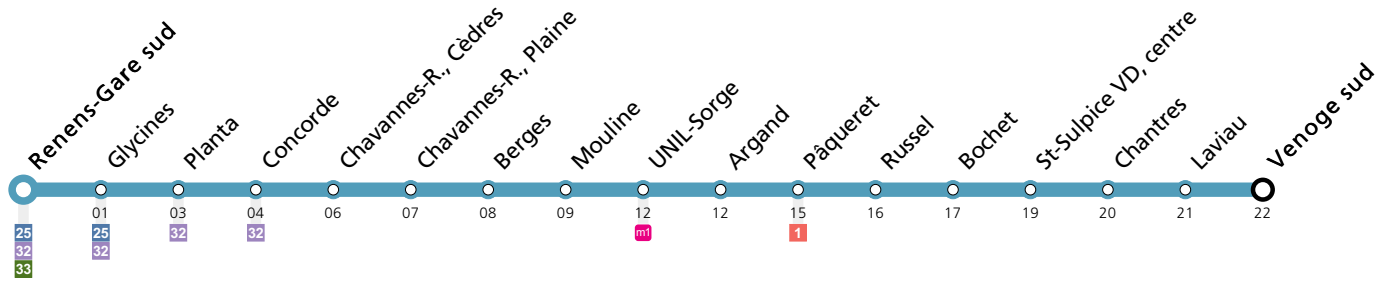 Renens-Gare sud
Glycines
Planta
Concorde
Chavannes-R., Cèdres
Chavannes-R., Plaine
Berges
Mouline
UNIL-Sorge
Argand
Pâqueret
Russel
Bochet
St-Sulpice VD, centre
Chantres
Laviau
Venoge sud
01 03 04 06 07 08 09 12 12 15 16 17 19 20 21 22
25 25 32 32 m1 1
32 32
33